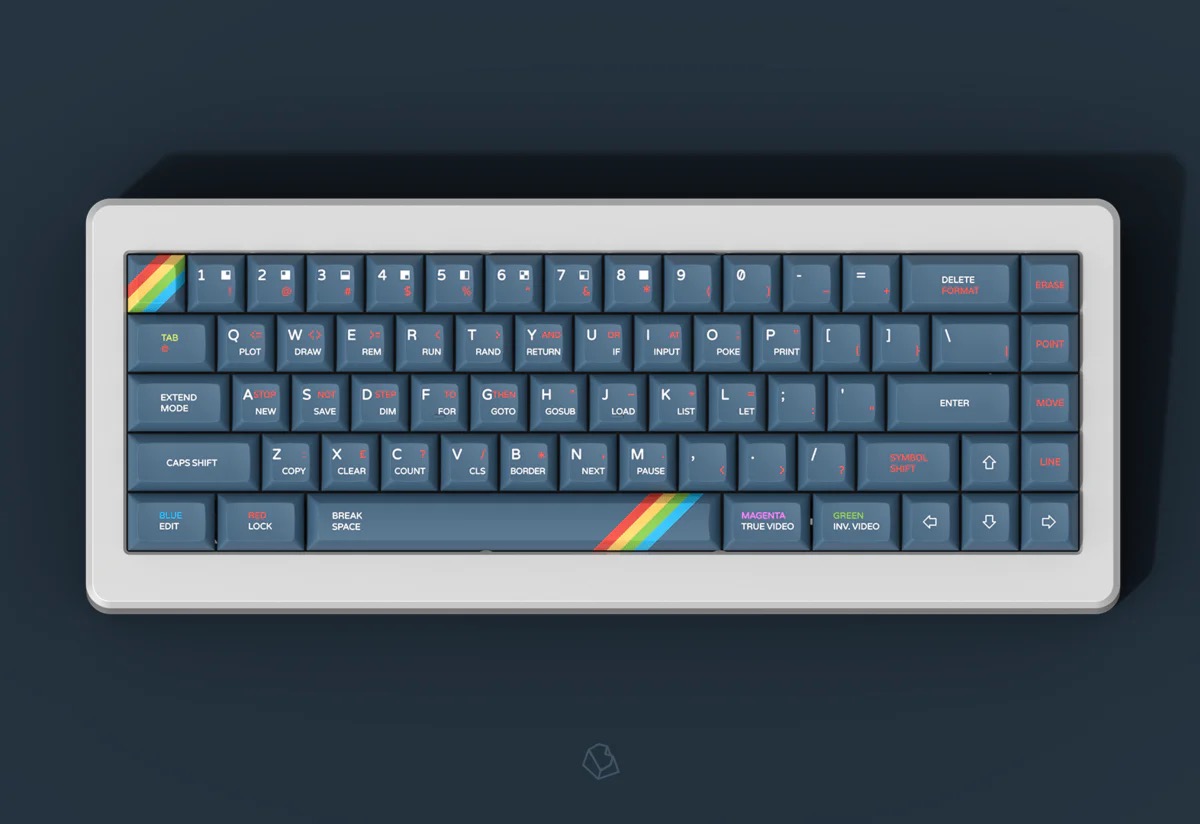 1 !
2 @
3 #
4 $
5 %
6
7 &
8 *
9 (
0 )
- _
= +
DELETE
FORMAT
ERASE
TAB
@
Q <=
PLOT
W <>
DRAW
E >=
REM
R <
RUN
T >
RAND
Y AND
RETURN
U OR
IF
I AT
INPUT
O ;
POKE
P "
PRINT
[ {
] }
\ |
POINT
EXTEND
MODE
A STOP
NEW
S NOT
SAVE
D STEP
DIM
F TO
FOR
G THEN
GOTO
H
GOSUB
J -
LOAD
K +
LIST
L =
LET
; :
' "
ENTER
MOVE
CAPS SHIFT
Z :
COPY
X £
CLEAR
C ?
COUNT
V /
CLS
B *
BORDER
N ,
NEXT
M .
PAUSE
, <
. >
/ ?
SYMBOL
SHIFT
LINE
BLUE
EDIT
RED
LOCK
BREAK
SPACE
MAGENTA
TRUE VIDEO
GREEN
INV. VIDEO